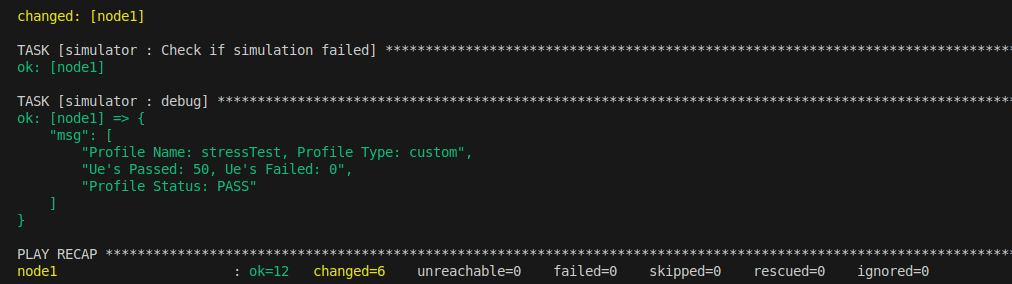 changed: [node1]
TASK [simulator : Check if simulation failed] *******************************************************************************
ok: [node1]
TASK [simulator : debug] ****************************************************************************************************
ok: [node1] => {
    "msg": [
        "Profile Name: stressTest, Profile Type: custom",
        "Ue's Passed: 50, Ue's Failed: 0",
        "Profile Status: PASS"
    ]
}
PLAY RECAP ******************************************************************************************************************
node1                      : ok=12   changed=6    unreachable=0    failed=0    skipped=0    rescued=0    ignored=0